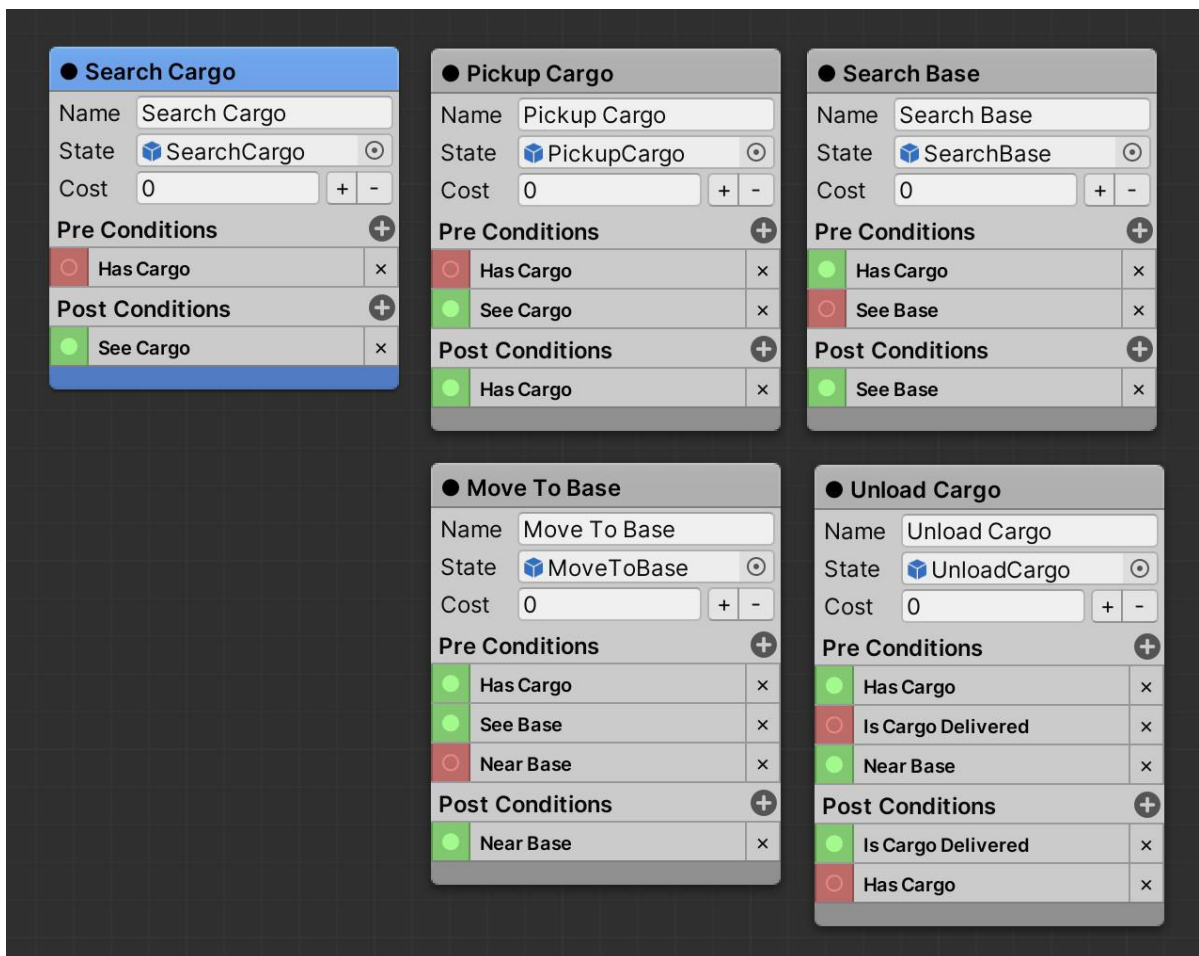 Search Cargo
Name Search Cargo
State SearchCargo
Cost 0 + -
Pre Conditions
Has Cargo ×
Post Conditions
See Cargo ×
Pickup Cargo
Name Pickup Cargo
State PickupCargo
Cost 0 + -
Pre Conditions
Has Cargo ×
See Cargo ×
Post Conditions
Has Cargo ×
Search Base
Name Search Base
State SearchBase
Cost 0 + -
Pre Conditions
Has Cargo ×
See Base ×
Post Conditions
See Base ×
Move To Base
Name Move To Base
State MoveToBase
Cost 0 + -
Pre Conditions
Has Cargo ×
See Base ×
Near Base ×
Post Conditions
Near Base ×
Unload Cargo
Name Unload Cargo
State UnloadCargo
Cost 0 + -
Pre Conditions
Has Cargo ×
Is Cargo Delivered ×
Near Base ×
Post Conditions
Is Cargo Delivered ×
Has Cargo ×